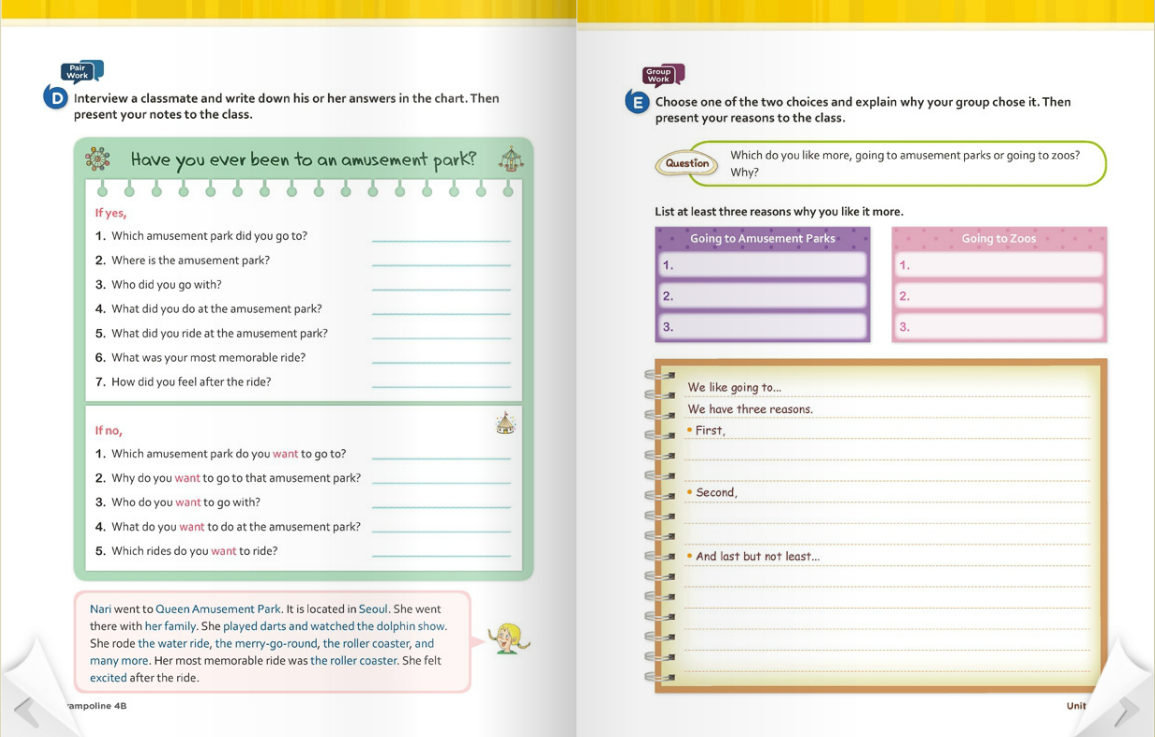 Pair
Work
D Interview a classmate and write down his or her answers in the chart. Then
present your notes to the class.
Have you ever been to an amusement park?
If yes,
1. Which amusement park did you go to?
2. Where is the amusement park?
3. Who did you go with?
4. What did you do at the amusement park?
5. What did you ride at the amusement park?
6. What was your most memorable ride?
7. How did you feel after the ride?
If no,
1. Which amusement park do you want to go to?
2. Why do you want to go to that amusement park?
3. Who do you want to go with?
4. What do you want to do at the amusement park?
5. Which rides do you want to ride?
Nari went to Queen Amusement Park. It is located in Seoul. She went
there with her family. She played darts and watched the dolphin show.
She rode the water ride, the merry-go-round, the roller coaster, and
many more. Her most memorable ride was the roller coaster. She felt
excited after the ride.
rampoline 4B
Group
Work
E Choose one of the two choices and explain why your group chose it. Then
present your reasons to the class.
Question
Which do you like more, going to amusement parks or going to zoos?
Why?
List at least three reasons why you like it more.
Going to Amusement Parks
1.
2.
3.
Going to Zoos
1.
2.
3.
We like going to...
We have three reasons.
• First,
• Second,
• And last but not least...
Unit